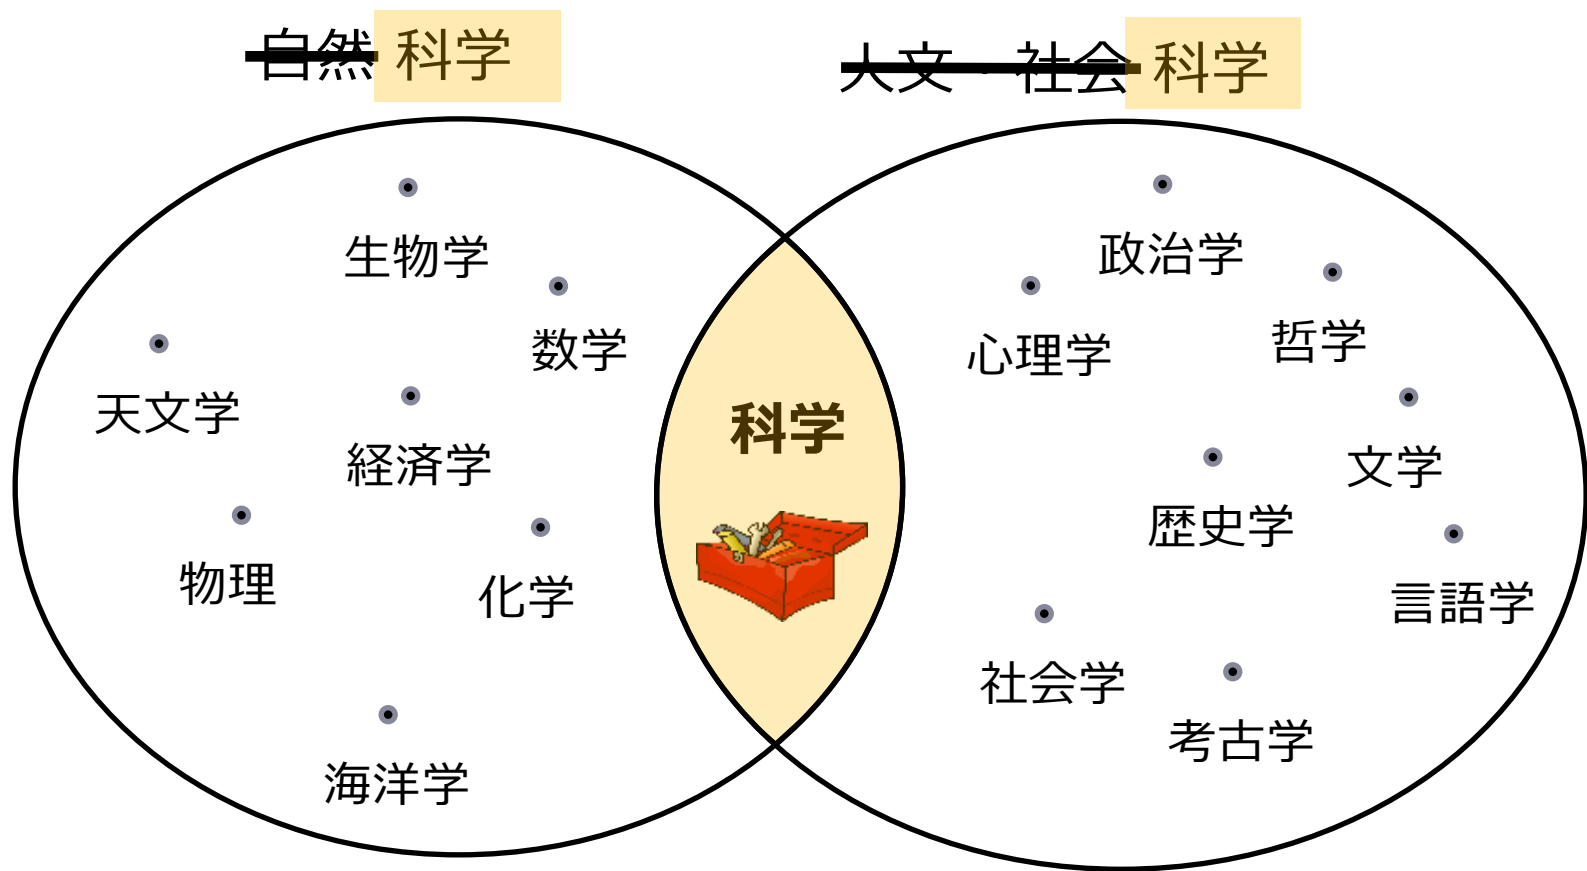 自然 科学
人文・社会 科学
生物学
数学
天文学
経済学
物理
化学
海洋学
科学
政治学
心理学
哲学
文学
歴史学
言語学
社会学
考古学